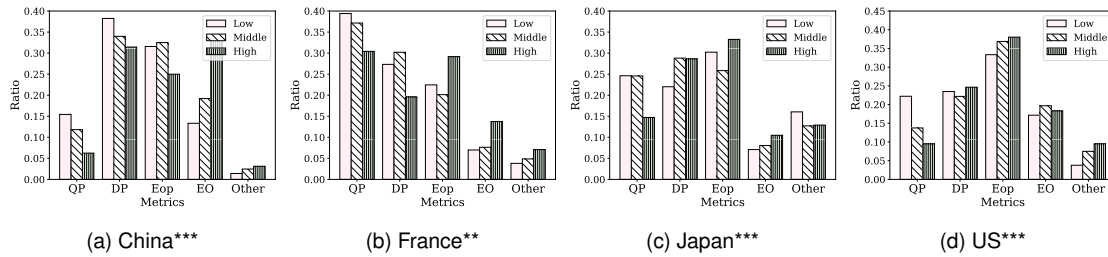 0.40
0.35
0.30
0.25
0.20
0.15
0.10
0.05
0.00
Ratio
Low
Middle
High
QP DP Eop EO Other
Metrics
(a) China***
0.40
0.35
0.30
0.25
0.20
0.15
0.10
0.05
0.00
Ratio
Low
Middle
High
QP DP Eop EO Other
Metrics
(b) France**
0.40
0.35
0.30
0.25
0.20
0.15
0.10
0.05
0.00
Ratio
Low
Middle
High
QP DP Eop EO Other
Metrics
(c) Japan***
0.45
0.40
0.35
0.30
0.25
0.20
0.15
0.10
0.05
0.00
Ratio
Low
Middle
High
QP DP Eop EO Other
Metrics
(d) US***